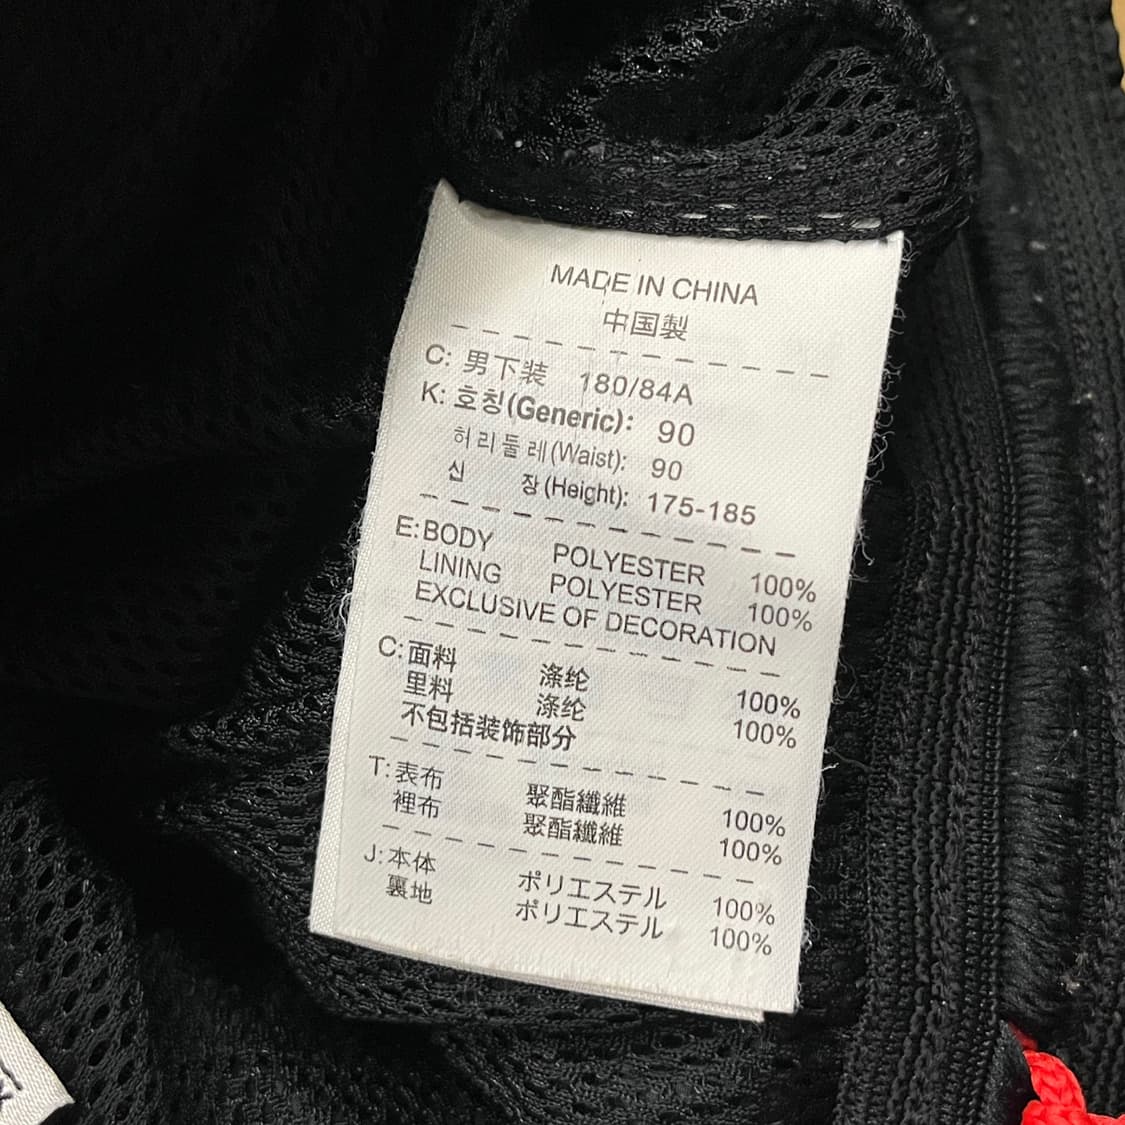 MADE IN CHINA
中国製
C: 男下装 180/84A
K: 호칭(Generic): 90
허리둘레(Waist): 90
신 장(Height): 175-185
E:BODY POLYESTER 100%
LINING POLYESTER 100%
EXCLUSIVE OF DECORATION
C:面料 涤纶 100%
里料 涤纶 100%
不包括装饰部分
T:表布 聚酯纖維 100%
裡布 聚酯纖維 100%
J:本体 ポリエステル 100%
裏地 ポリエステル 100%